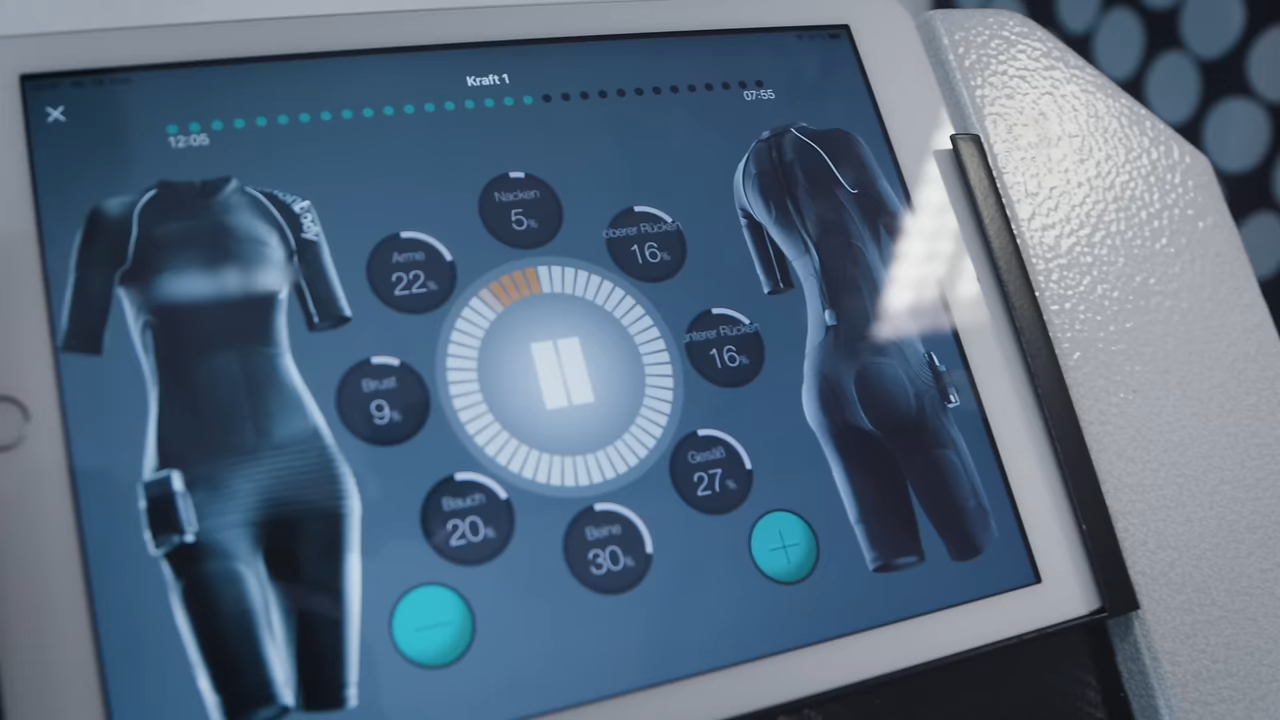 Kraft 1
12:05
07:55
Nacken
5%
oberer Rücken
16%
Arme
22%
unterer Rücken
16%
Brust
9%
Gesäß
27%
Bauch
20%
Beine
30%